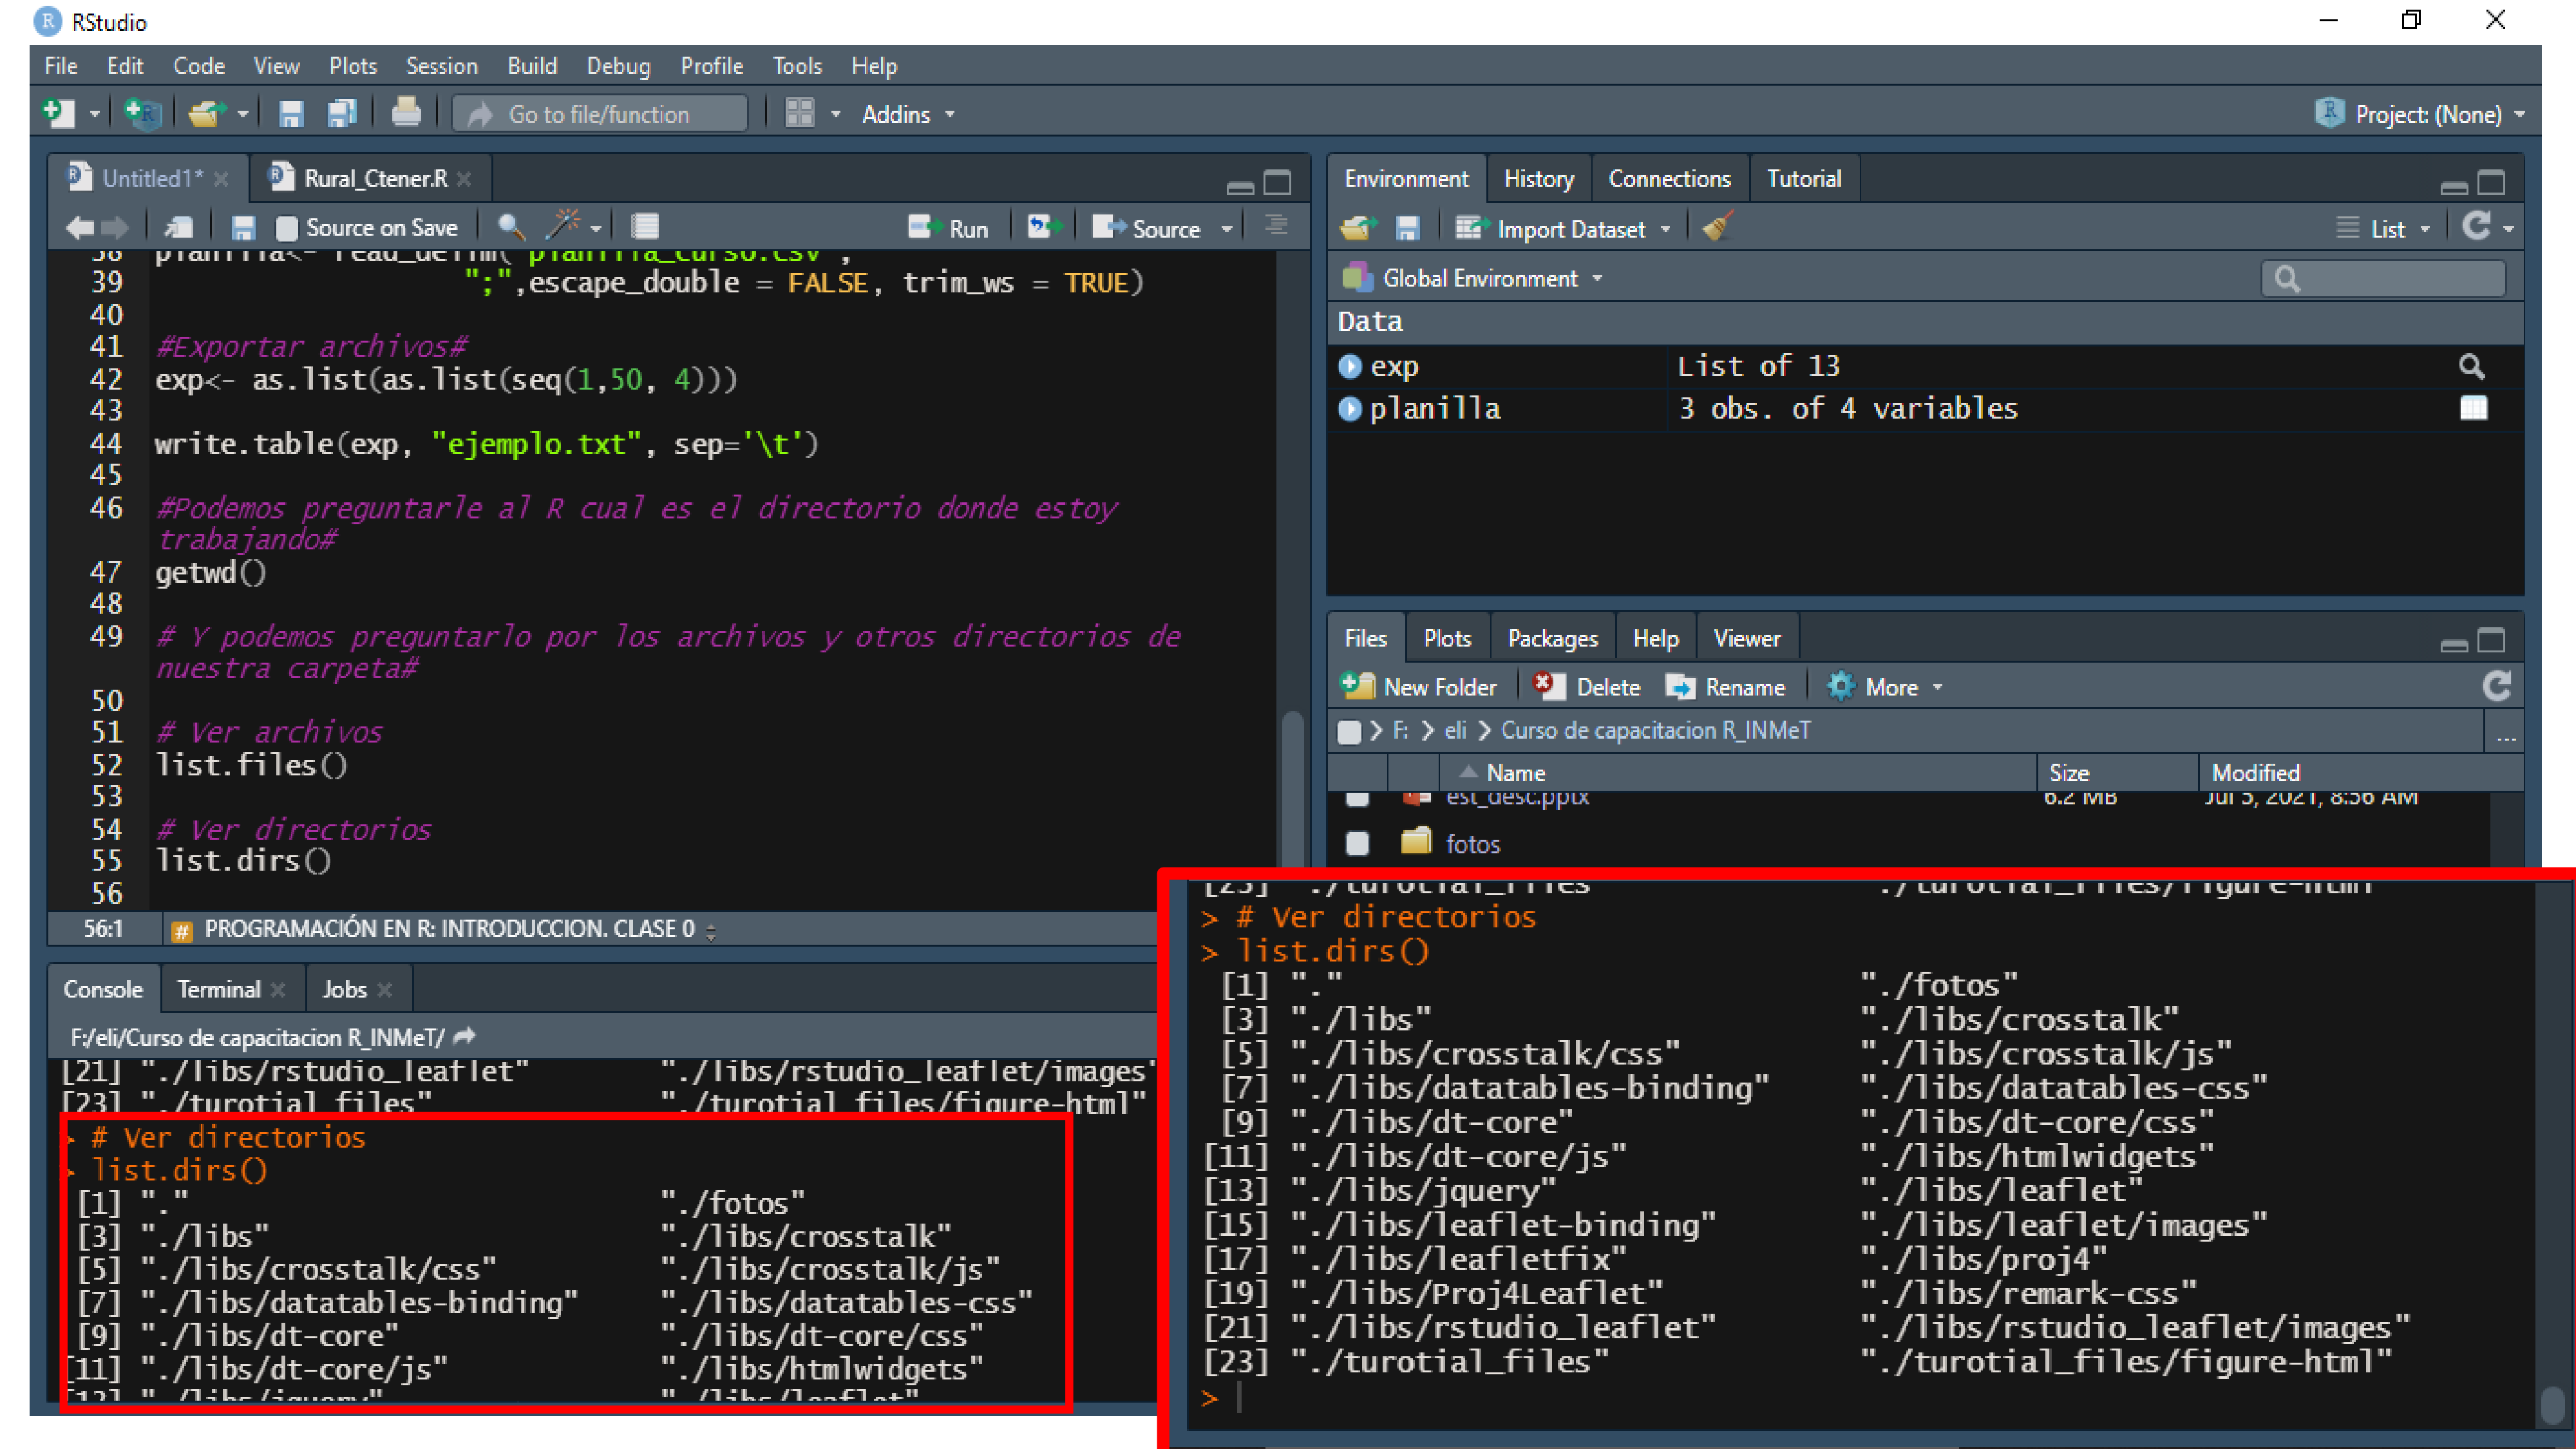 RStudio
File Edit Code View Plots Session Build Debug Profile Tools Help
Go to file/function Addins Project: (None)
Untitled1* Rural_Ctener.R
Source on Save Run Source
38 planilla<- read_delim("planilla_curso.csv",
39 ";",escape_double = FALSE, trim_ws = TRUE)
40
41 #Exportar archivos#
42 exp<- as.list(as.list(seq(1,50, 4)))
43
44 write.table(exp, "ejemplo.txt", sep='\t')
45
46 #Podemos preguntarle al R cual es el directorio donde estoy
trabajando#
47 getwd()
48
49 # Y podemos preguntarlo por los archivos y otros directorios de
nuestra carpeta#
50
51 # Ver archivos
52 list.files()
53
54 # Ver directorios
55 list.dirs()
56
56:1 # PROGRAMACIÓN EN R: INTRODUCCION. CLASE 0
Environment History Connections Tutorial
Import Dataset List
Global Environment
Data
exp List of 13
planilla 3 obs. of 4 variables
Files Plots Packages Help Viewer
New Folder Delete Rename More
F: eli Curso de capacitacion R_INMeT ...
Name Size Modified
est_desc.pptx 6.2 MB Jul 5, 2021, 8:56 AM
fotos
Console Terminal Jobs
F:/eli/Curso de capacitacion R_INMeT/
[21] "./libs/rstudio_leaflet" "./libs/rstudio_leaflet/images"
[23] "./turotial_files" "./turotial_files/figure-html"
> # Ver directorios
> list.dirs()
[1] "." "./fotos"
[3] "./libs" "./libs/crosstalk"
[5] "./libs/crosstalk/css" "./libs/crosstalk/js"
[7] "./libs/datatables-binding" "./libs/datatables-css"
[9] "./libs/dt-core" "./libs/dt-core/css"
[11] "./libs/dt-core/js" "./libs/htmlwidgets"
[13] "./libs/jquery" "./libs/leaflet"
[23] "./turotial_files" "./turotial_files/figure-html"
> # Ver directorios
> list.dirs()
[1] "." "./fotos"
[3] "./libs" "./libs/crosstalk"
[5] "./libs/crosstalk/css" "./libs/crosstalk/js"
[7] "./libs/datatables-binding" "./libs/datatables-css"
[9] "./libs/dt-core" "./libs/dt-core/css"
[11] "./libs/dt-core/js" "./libs/htmlwidgets"
[13] "./libs/jquery" "./libs/leaflet"
[15] "./libs/leaflet-binding" "./libs/leaflet/images"
[17] "./libs/leafletfix" "./libs/proj4"
[19] "./libs/Proj4Leaflet" "./libs/remark-css"
[21] "./libs/rstudio_leaflet" "./libs/rstudio_leaflet/images"
[23] "./turotial_files" "./turotial_files/figure-html"
>